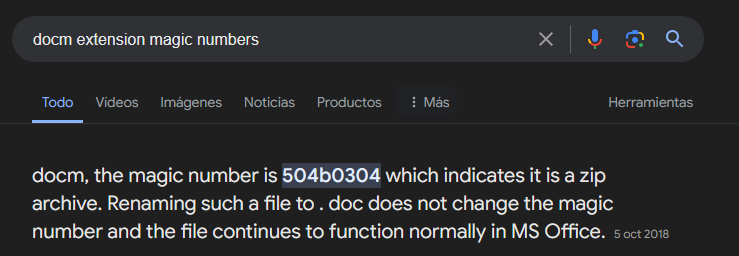 docm extension magic numbers
Todo Vídeos Imágenes Noticias Productos Más Herramientas
docm, the magic number is 504b0304 which indicates it is a zip
archive. Renaming such a file to . doc does not change the magic
number and the file continues to function normally in MS Office. 5 oct 2018